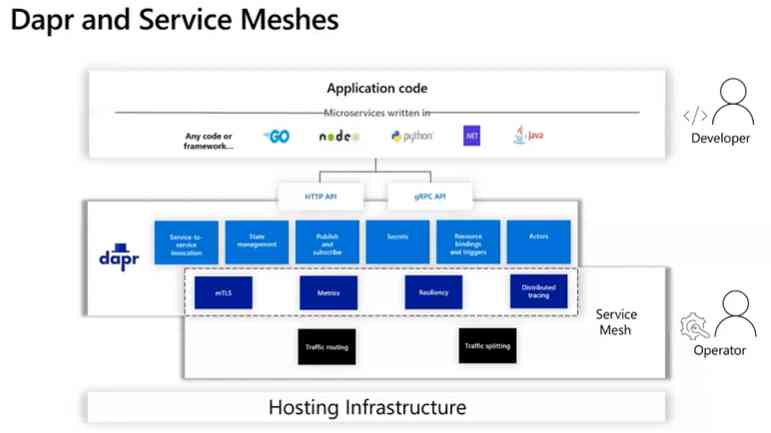 Dapr and Service Meshes
Application code
Microservices written in
Any code or
framework...
GO
node
python
.NET
Java
</>
Developer
HTTP API
gRPC API
dapr
Service-to-
service
invocation
State
management
Publish
and
subscribe
Secrets
Resource
bindings
and triggers
Actors
mTLS
Metrics
Resiliency
Distributed
tracing
Service
Mesh
Traffic routing
Traffic splitting
Operator
Hosting Infrastructure